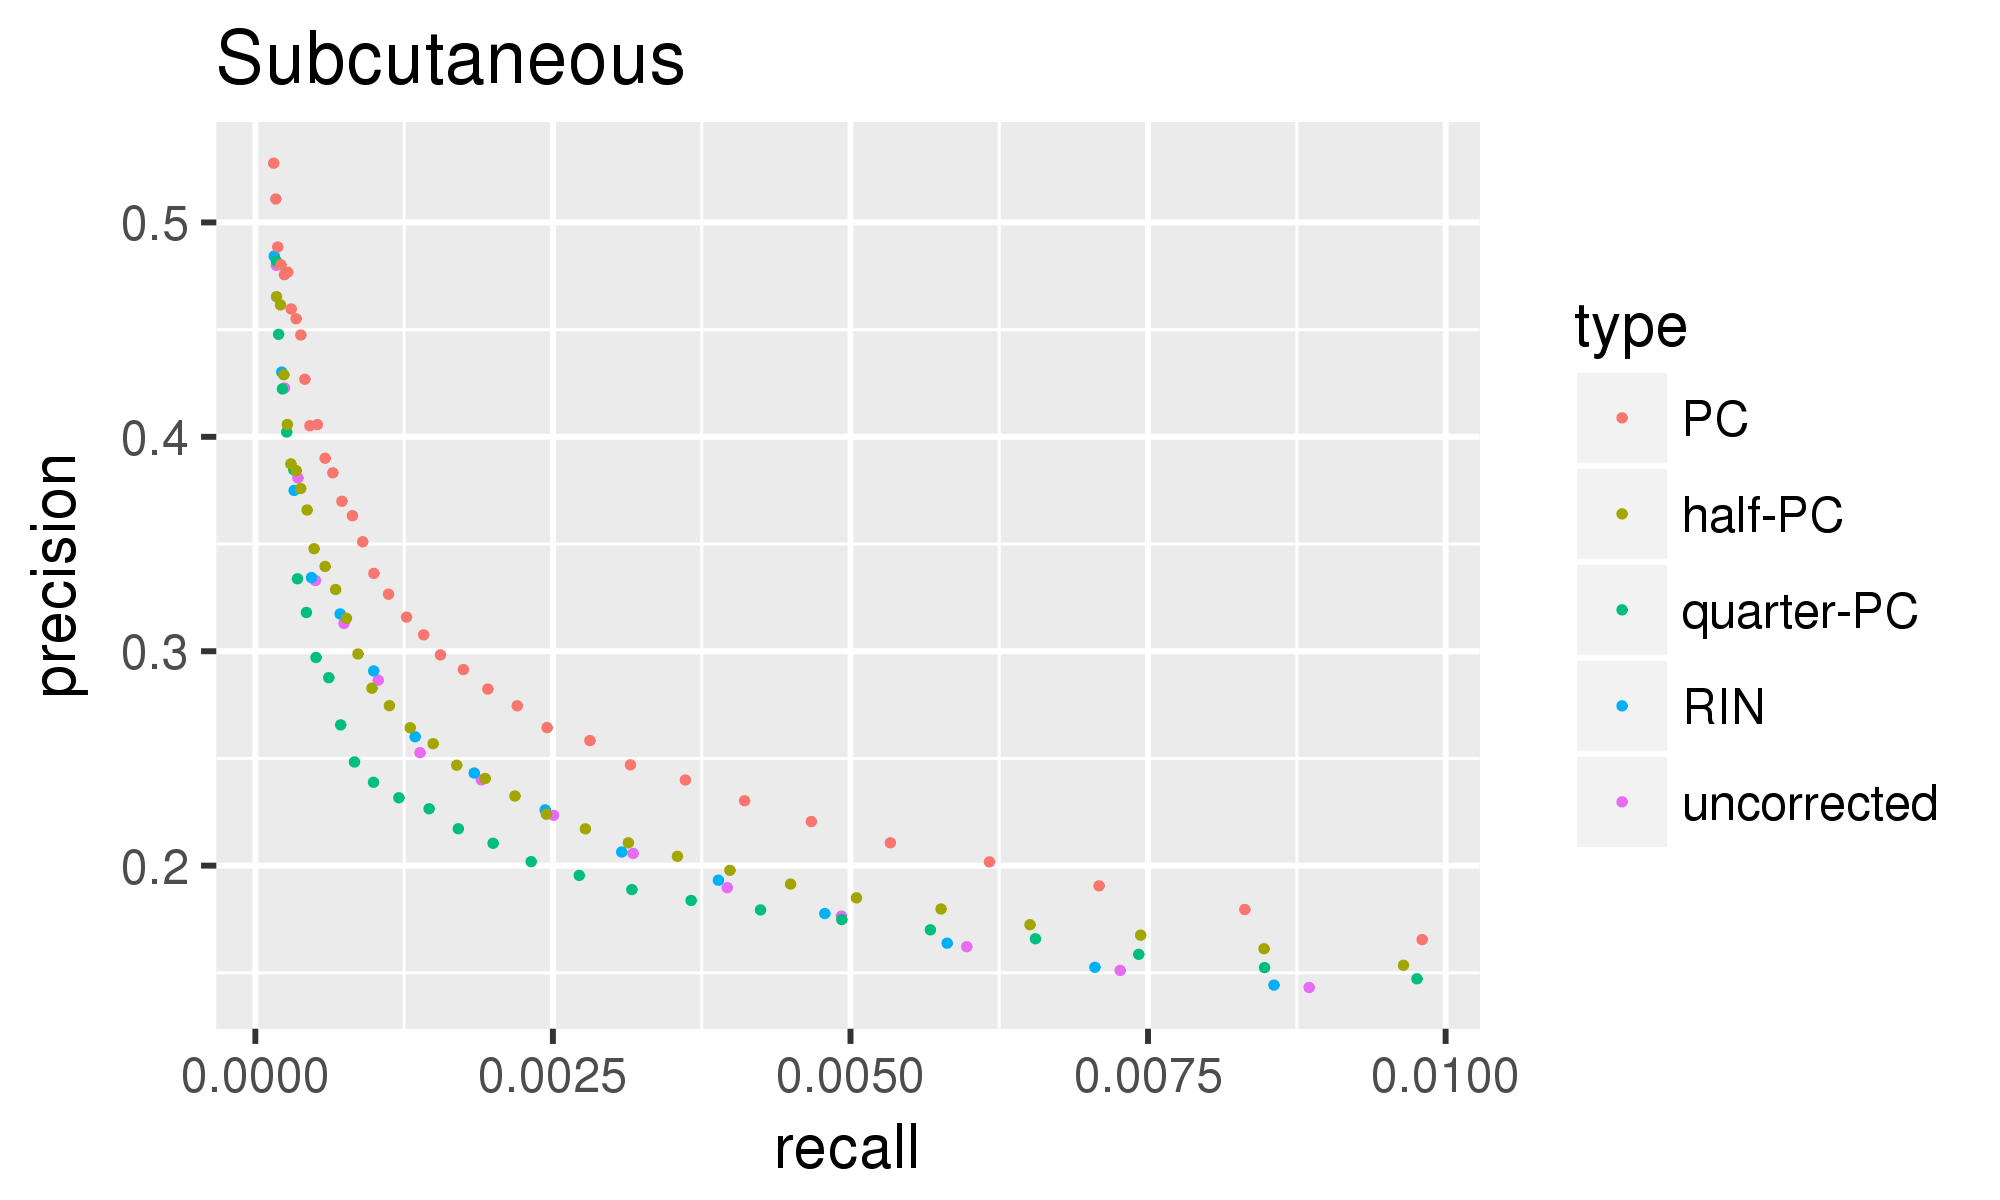 Subcutaneous
0.5
0.4
0.3
0.2
precision
0.0000 0.0025 0.0050 0.0075 0.0100
recall
type
PC
half-PC
quarter-PC
RIN
uncorrected